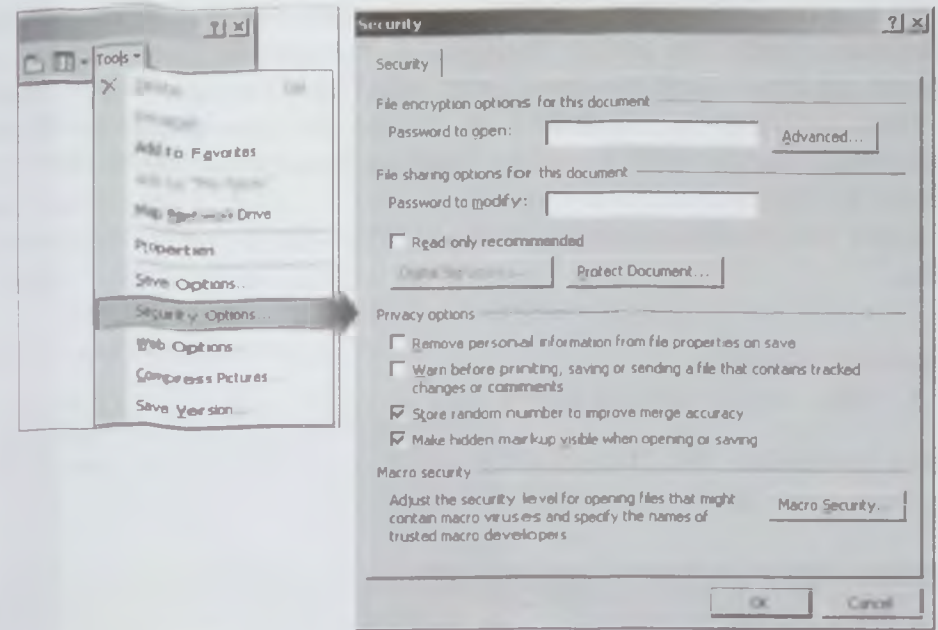 Tools
Add to Favorites
Drive
Properties
Save Options...
Security Options...
Web Options
Compress Pictures
Save Version...
Security
Security
File encryption options for this document
Password to open:
Advanced...
File sharing options for this document
Password to modify:
Read only recommended
Protect Document...
Privacy options
Remove personal information from file properties on save
Warn before printing, saving or sending a file that contains tracked
changes or comments
Store random number to improve merge accuracy
Make hidden markup visible when opening or saving
Macro security
Adjust the security level for opening files that might
contain macro viruses and specify the names of
trusted macro developers
Macro Security...
OK
Cancel